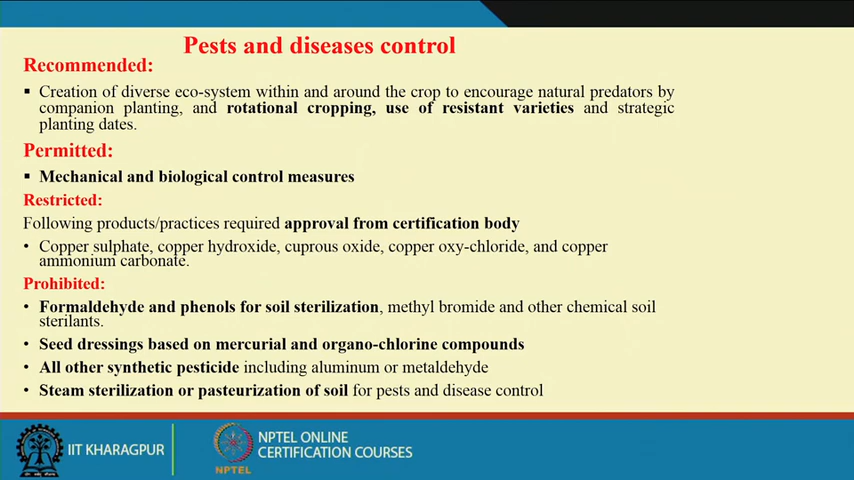 Pests and diseases control
Recommended:
▪ Creation of diverse eco-system within and around the crop to encourage natural predators by
companion planting, and rotational cropping, use of resistant varieties and strategic
planting dates.
Permitted:
▪ Mechanical and biological control measures
Restricted:
Following products/practices required approval from certification body
• Copper sulphate, copper hydroxide, cuprous oxide, copper oxy-chloride, and copper
ammonium carbonate.
Prohibited:
• Formaldehyde and phenols for soil sterilization, methyl bromide and other chemical soil
sterilants.
• Seed dressings based on mercurial and organo-chlorine compounds
• All other synthetic pesticide including aluminum or metaldehyde
• Steam sterilization or pasteurization of soil for pests and disease control
IIT KHARAGPUR
NPTEL
NPTEL ONLINE
CERTIFICATION COURSES